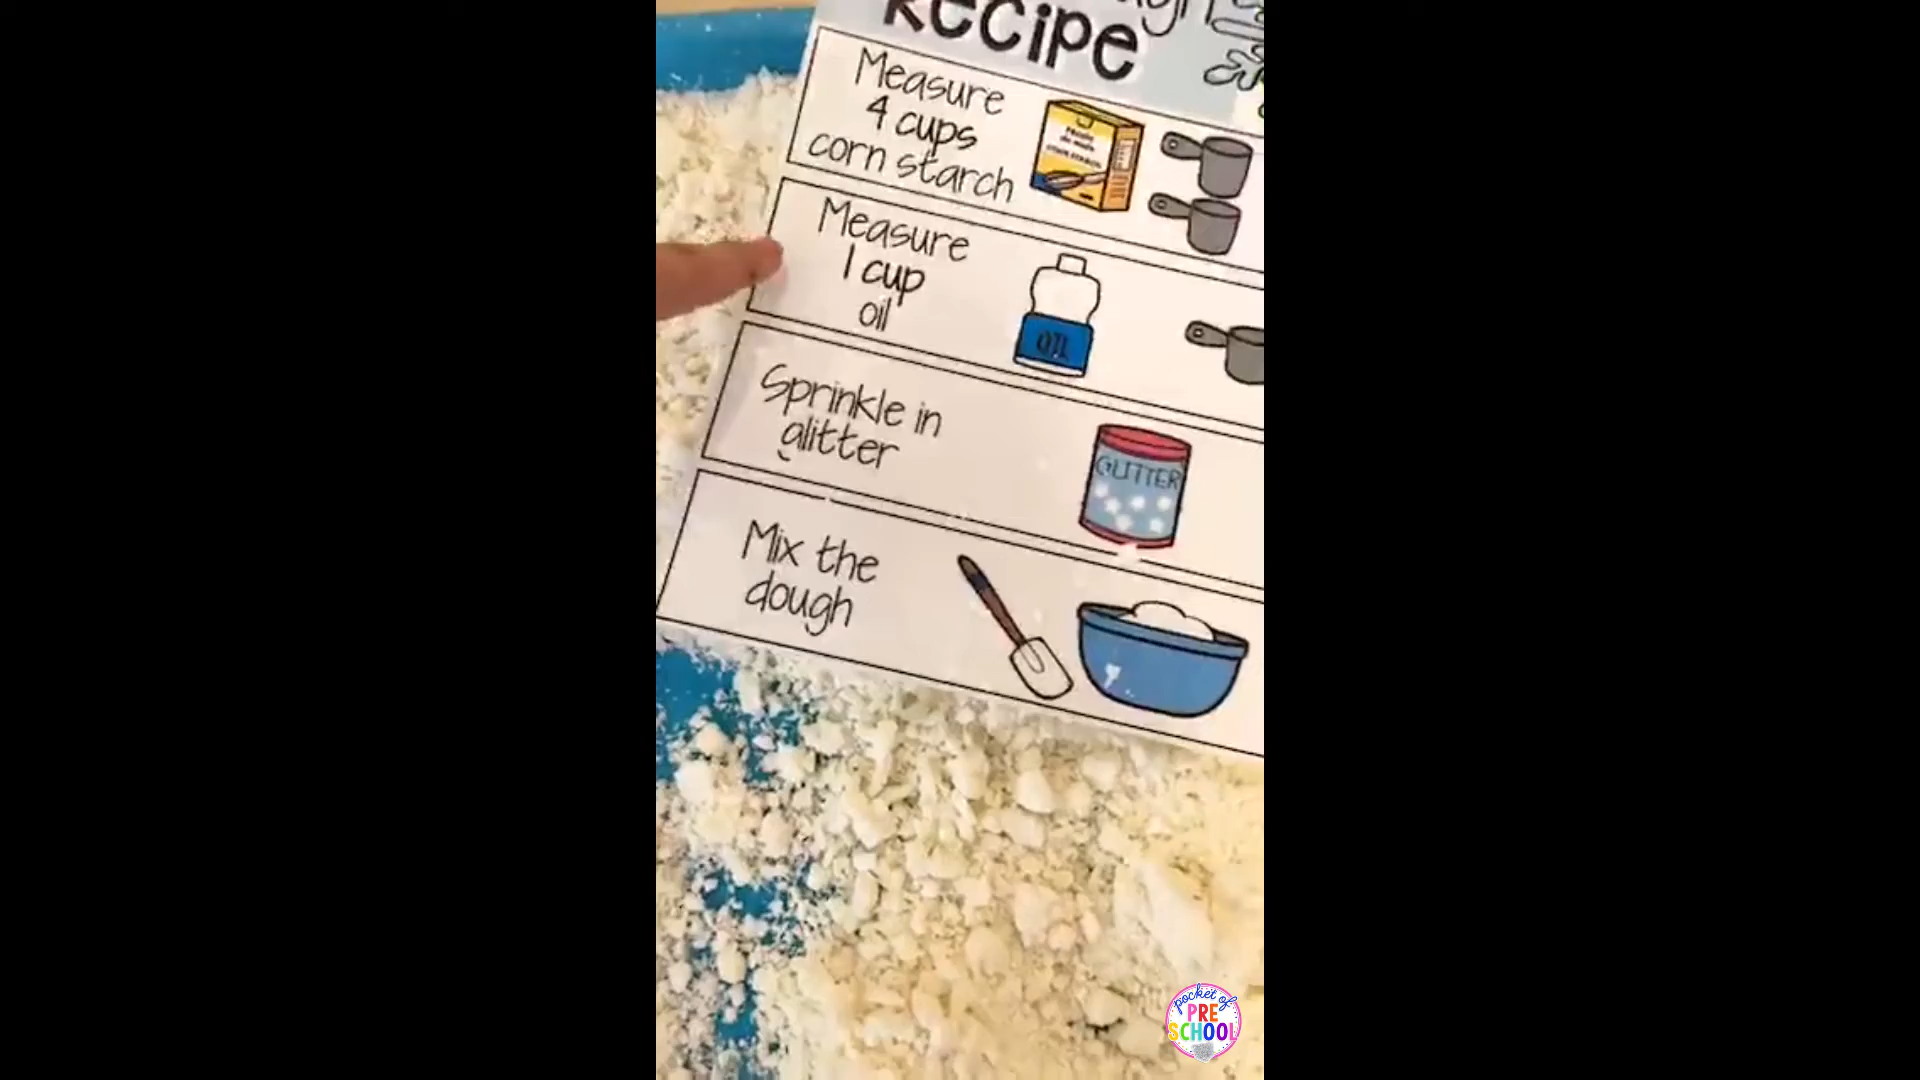 Recipe
Measure
4 cups
corn starch
Measure
1 cup
oil
OIL
Sprinkle in
glitter
GLITTER
Mix the
dough
pocket of
PRE
SCHOOL